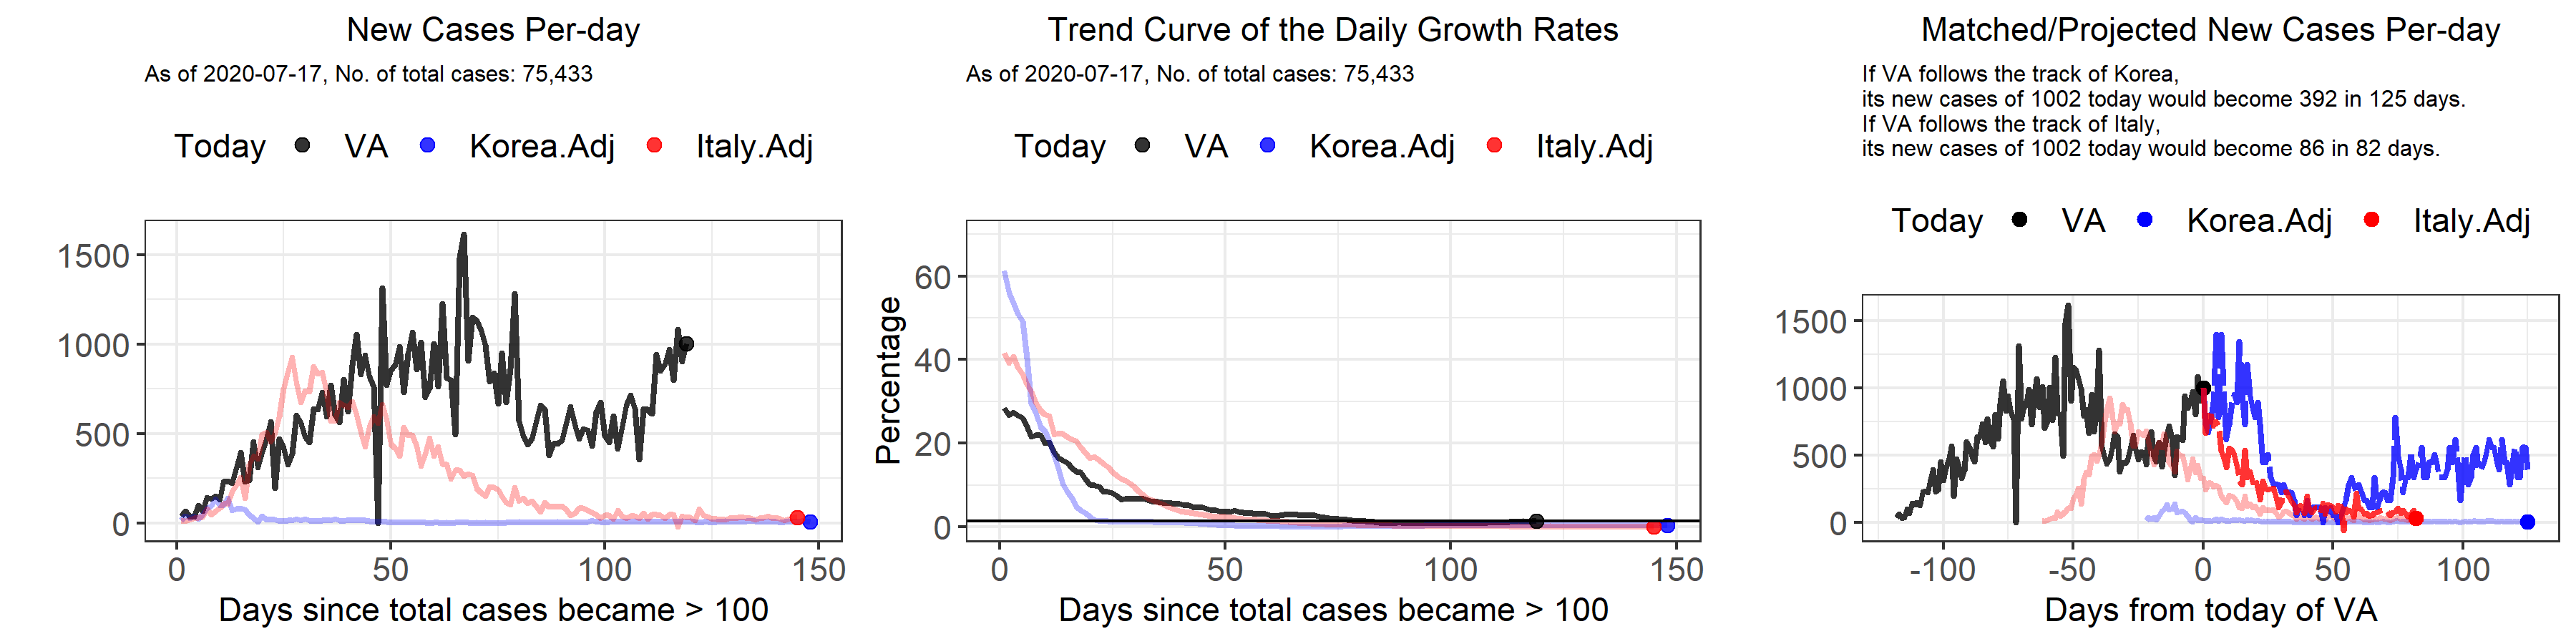 New Cases Per-day
As of 2020-07-17, No. of total cases: 75,433
Today VA Korea.Adj Italy.Adj
1500
1000
500
0
0 50 100 150
Days since total cases became > 100
Trend Curve of the Daily Growth Rates
As of 2020-07-17, No. of total cases: 75,433
Today VA Korea.Adj Italy.Adj
Percentage
60
40
20
0
0 50 100 150
Days since total cases became > 100
Matched/Projected New Cases Per-day
If VA follows the track of Korea,
its new cases of 1002 today would become 392 in 125 days.
If VA follows the track of Italy,
its new cases of 1002 today would become 86 in 82 days.
Today VA Korea.Adj Italy.Adj
1500
1000
500
0
-100 -50 0 50 100
Days from today of VA